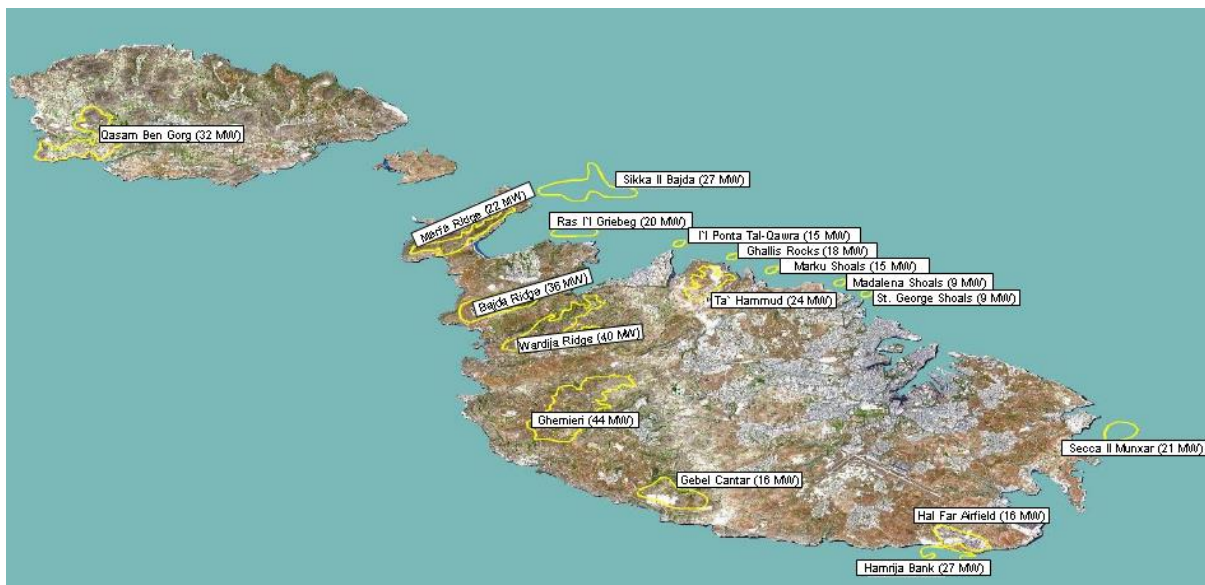 Qasam Ben Gorg (32 MW)
Sikka Il Bajda (27 MW)
Marfa Ridge (22 MW)
Ras I'l Griebeg (20 MW)
I'l Ponta Tal-Qawra (15 MW)
Ghallis Rocks (18 MW)
Marku Shoals (15 MW)
Madalena Shoals (9 MW)
St. George Shoals (9 MW)
Bajda Ridge (36 MW)
Ta` Hammud (24 MW)
Wardija Ridge (40 MW)
Ghemieri (44 MW)
Secca Il Munxar (21 MW)
Gebel Cantar (16 MW)
Hal Far Airfield (16 MW)
Hamrija Bank (27 MW)